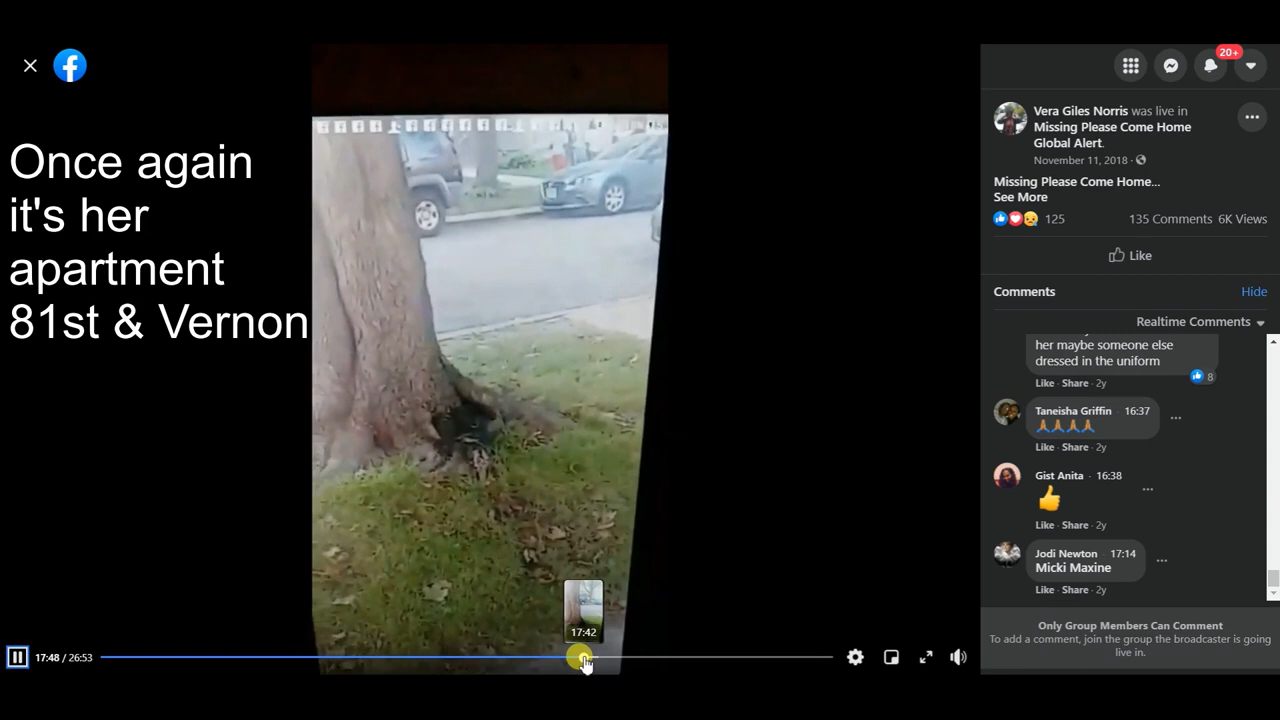 20+
Once again
it's her
apartment
81st & Vernon
Vera Giles Norris was live in
Missing Please Come Home
Global Alert.
November 11, 2018 ·
Missing Please Come Home...
See More
125
135 Comments 6K Views
Like
Comments
Hide
Realtime Comments
her maybe someone else
dressed in the uniform
8
Like · Share · 2y
Taneisha Griffin · 16:37
🙏🙏🙏🙏
Like · Share · 2y
Gist Anita · 16:38
👍
Like · Share · 2y
Jodi Newton 17:14
Micki Maxine
Like · Share · 2y
Only Group Members Can Comment
To add a comment, join the group the broadcaster is going
live in.
17:42
17:48 / 26:53